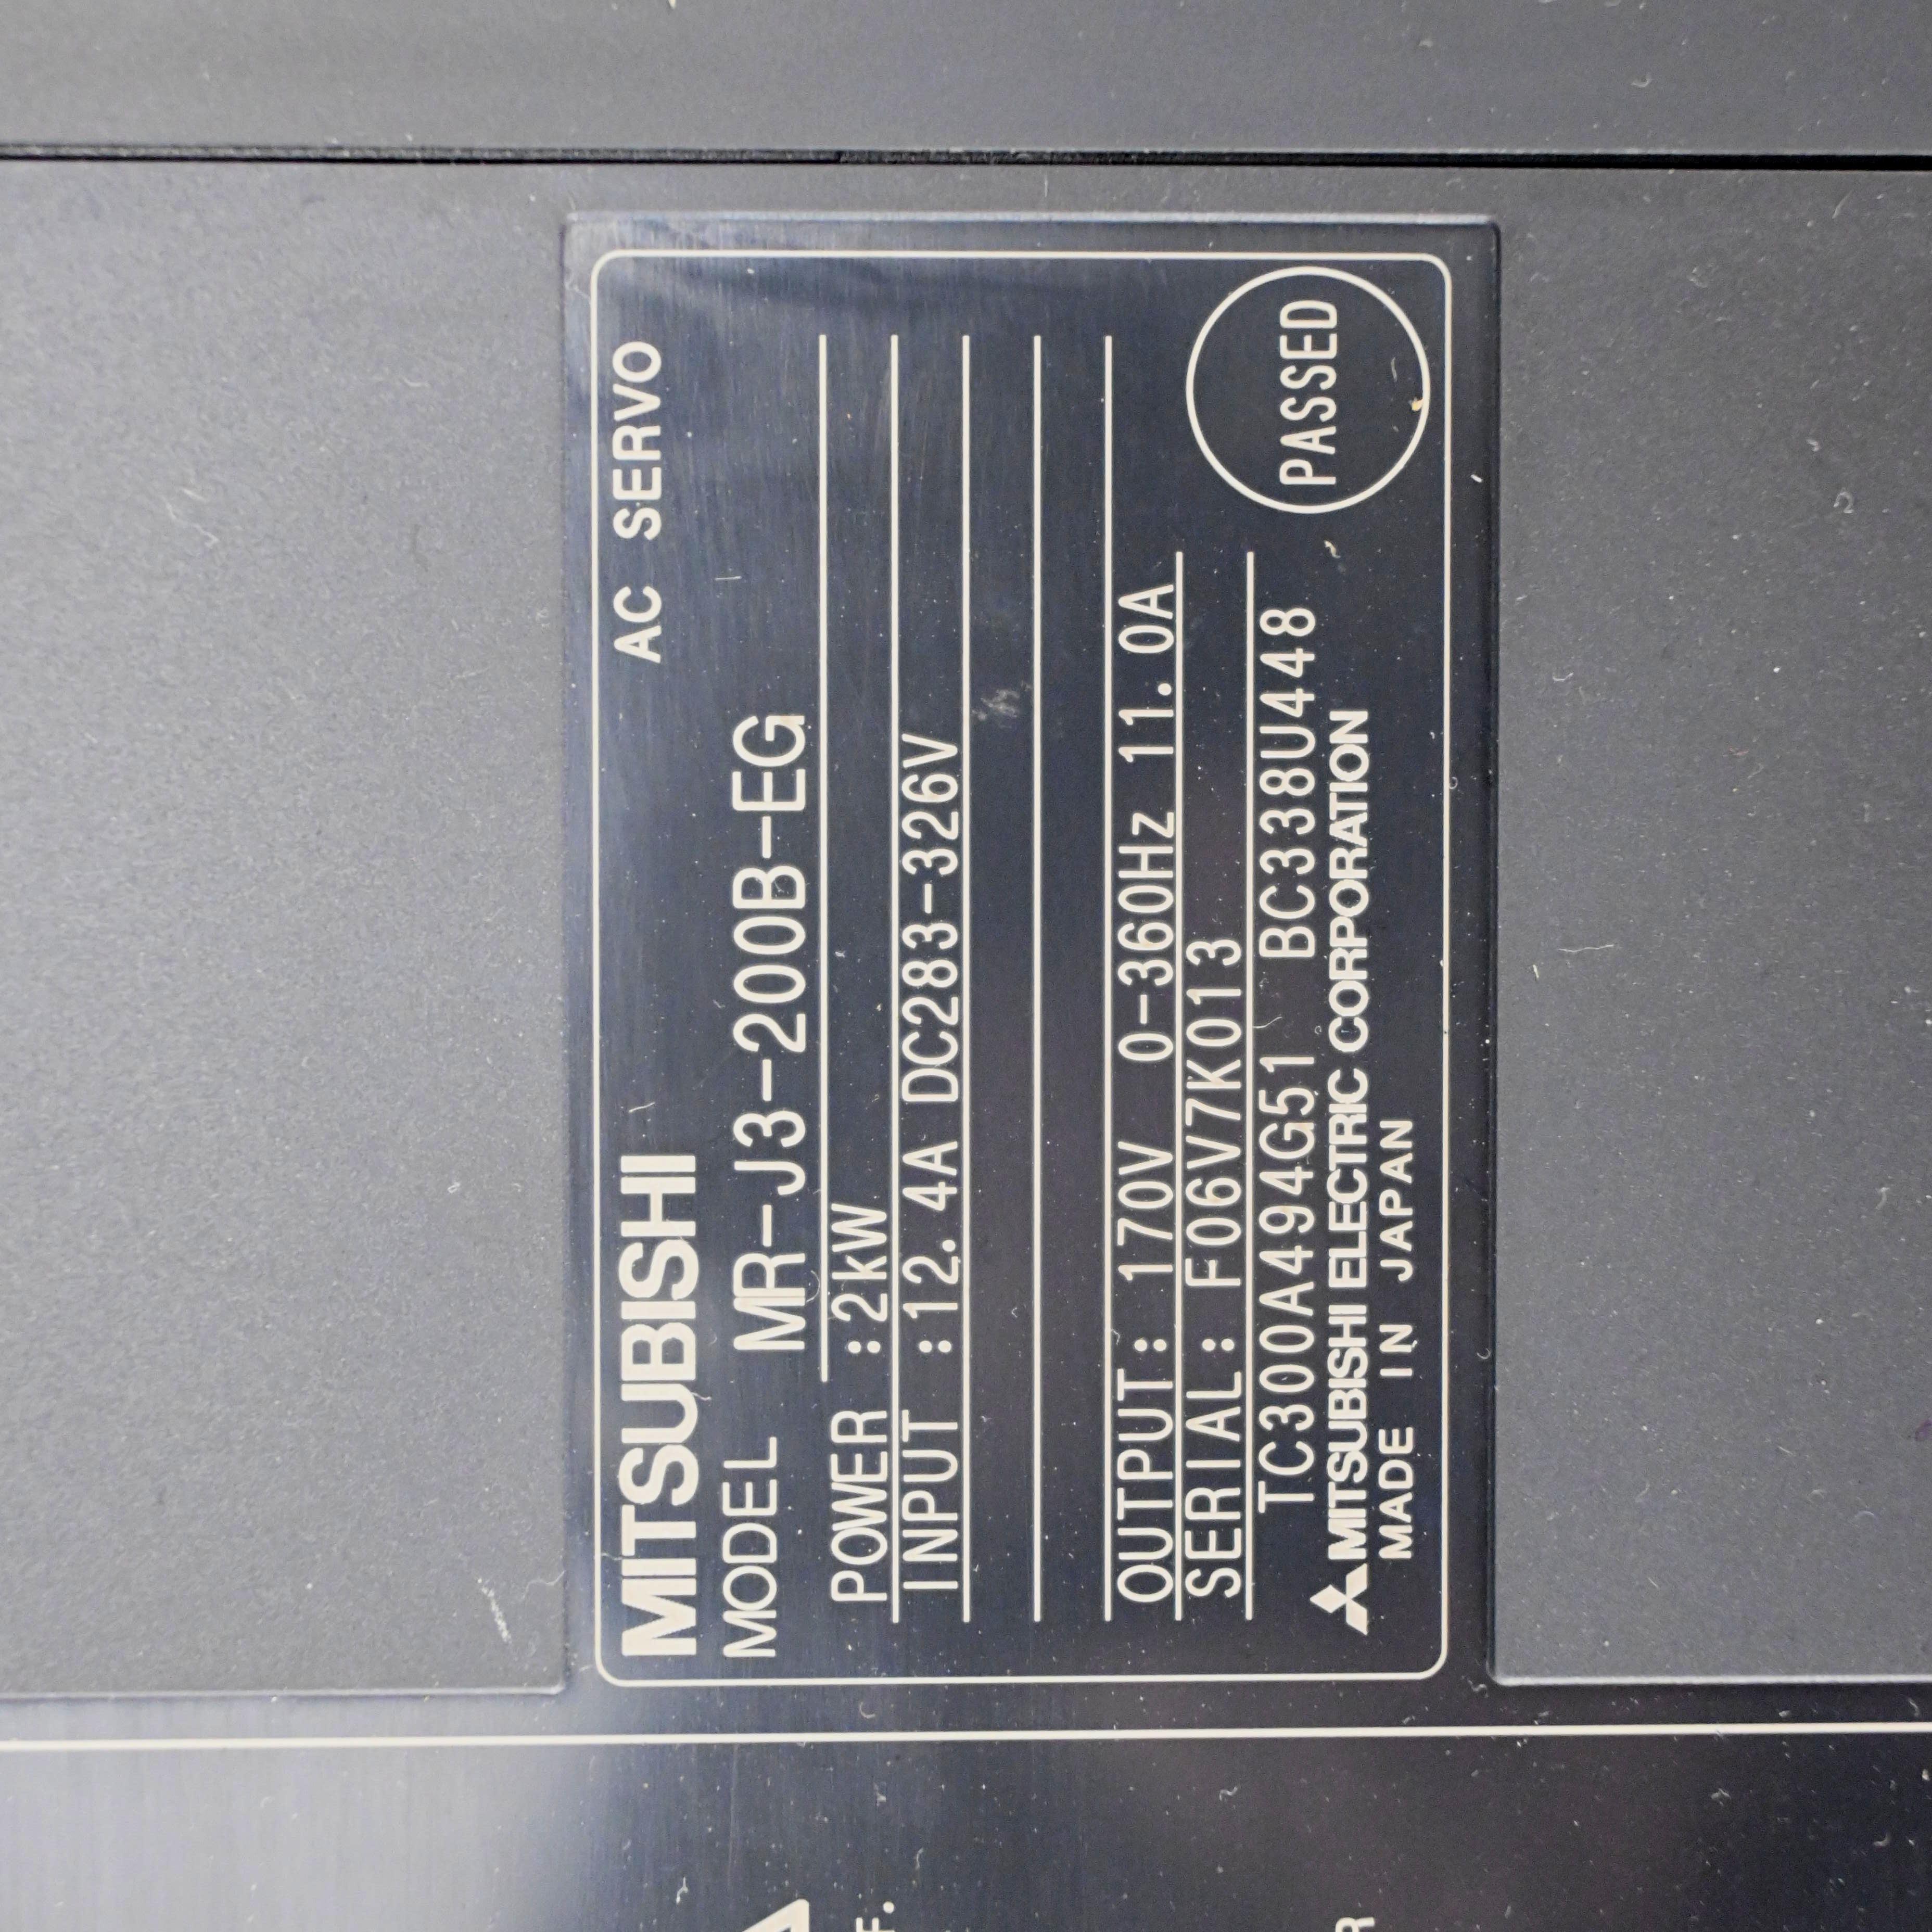 MITSUBISHI AC SERVO
MODEL MR-J3-200B-EG
POWER :2kW
INPUT :12.4A DC283-326V
OUTPUT: 170V 0-360Hz 11.0A
SERIAL: F06V7K013
TC300A494G51 BC338U448
PASSED
MITSUBISHI ELECTRIC CORPORATION
MADE IN JAPAN
F.
R